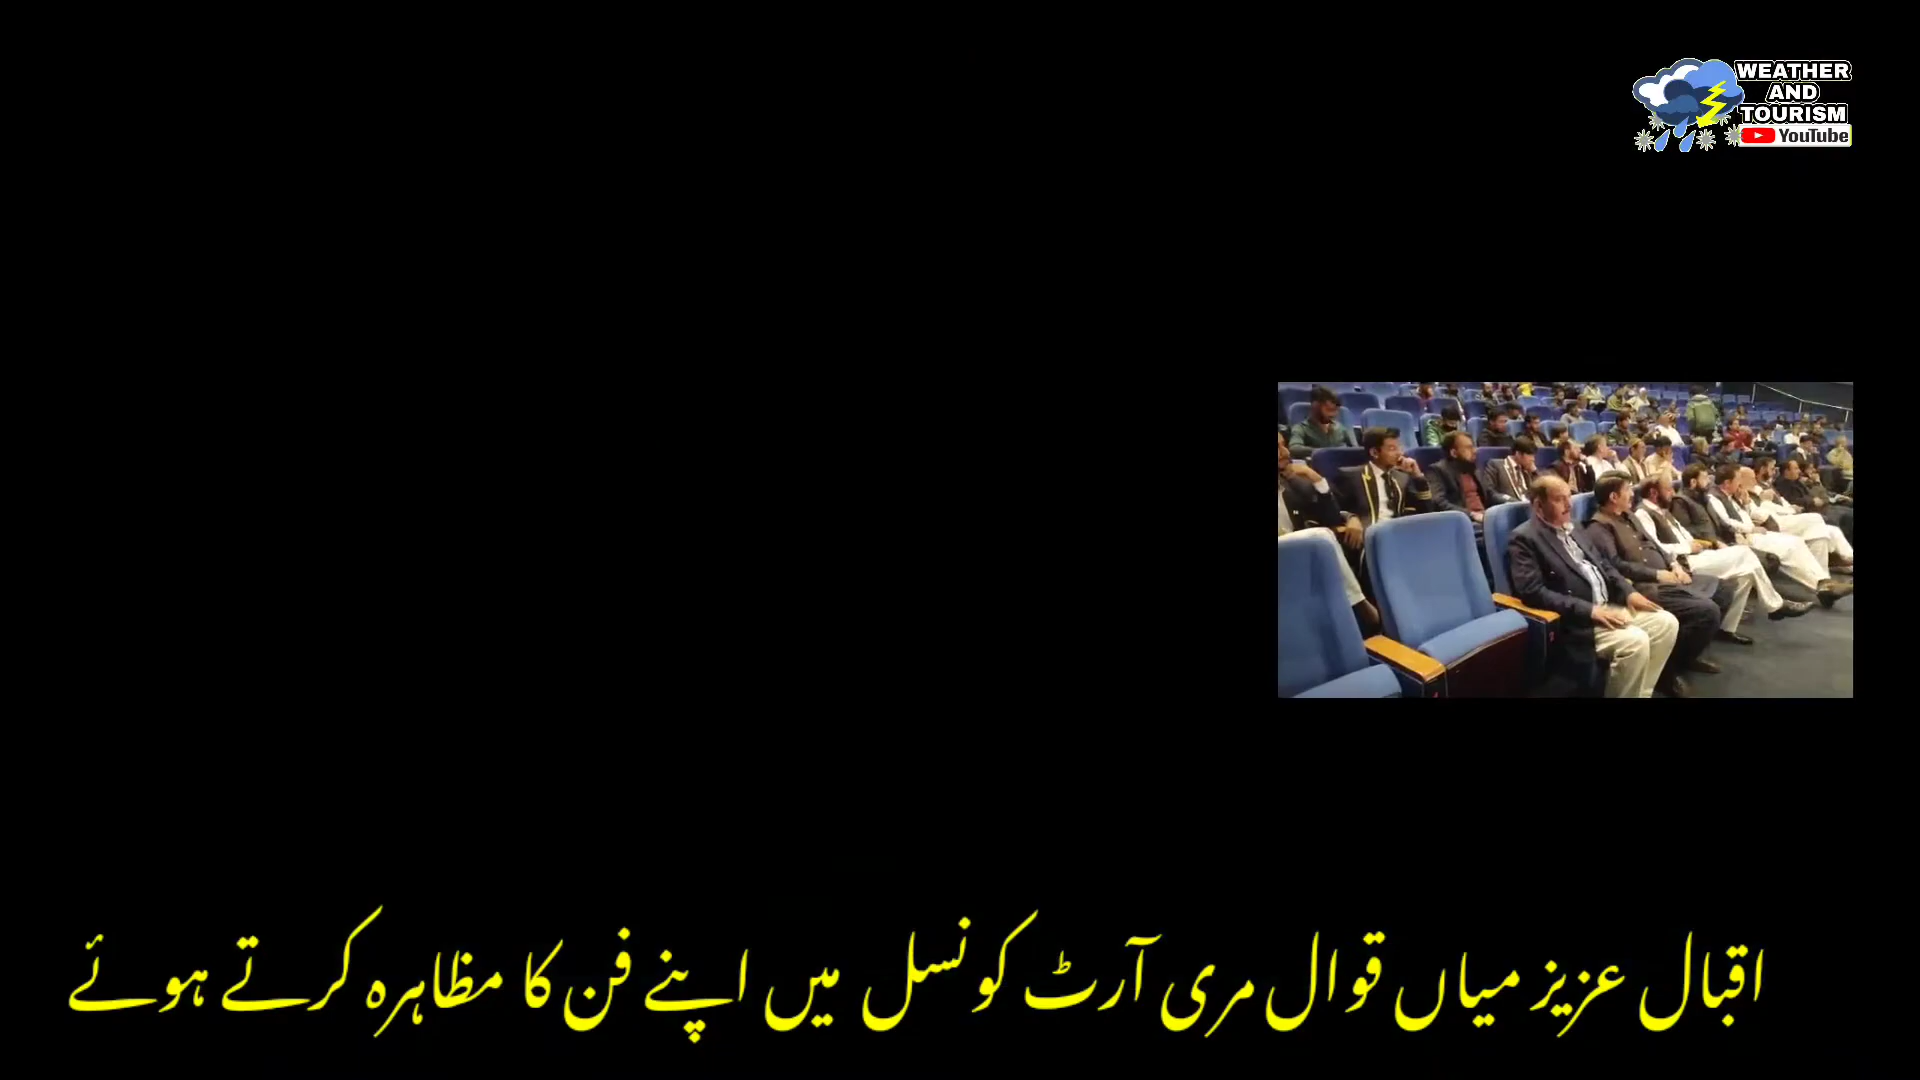 WEATHER
AND
TOURISM
YouTube
اقبال عزیز میاں قوال مری آرٹ کونسل میں اپنے فن کا مظاہرہ کرتے ہوئے